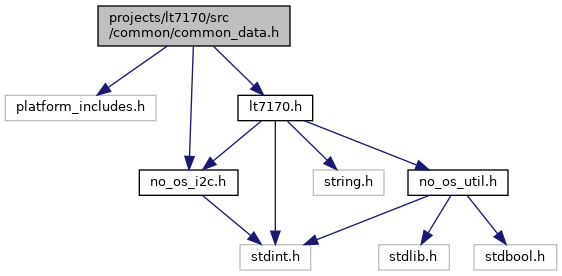 projects/lt7170/src
/common/common_data.h
platform_includes.h
lt7170.h
no_os_i2c.h
string.h
no_os_util.h
stdint.h
stdlib.h
stdbool.h